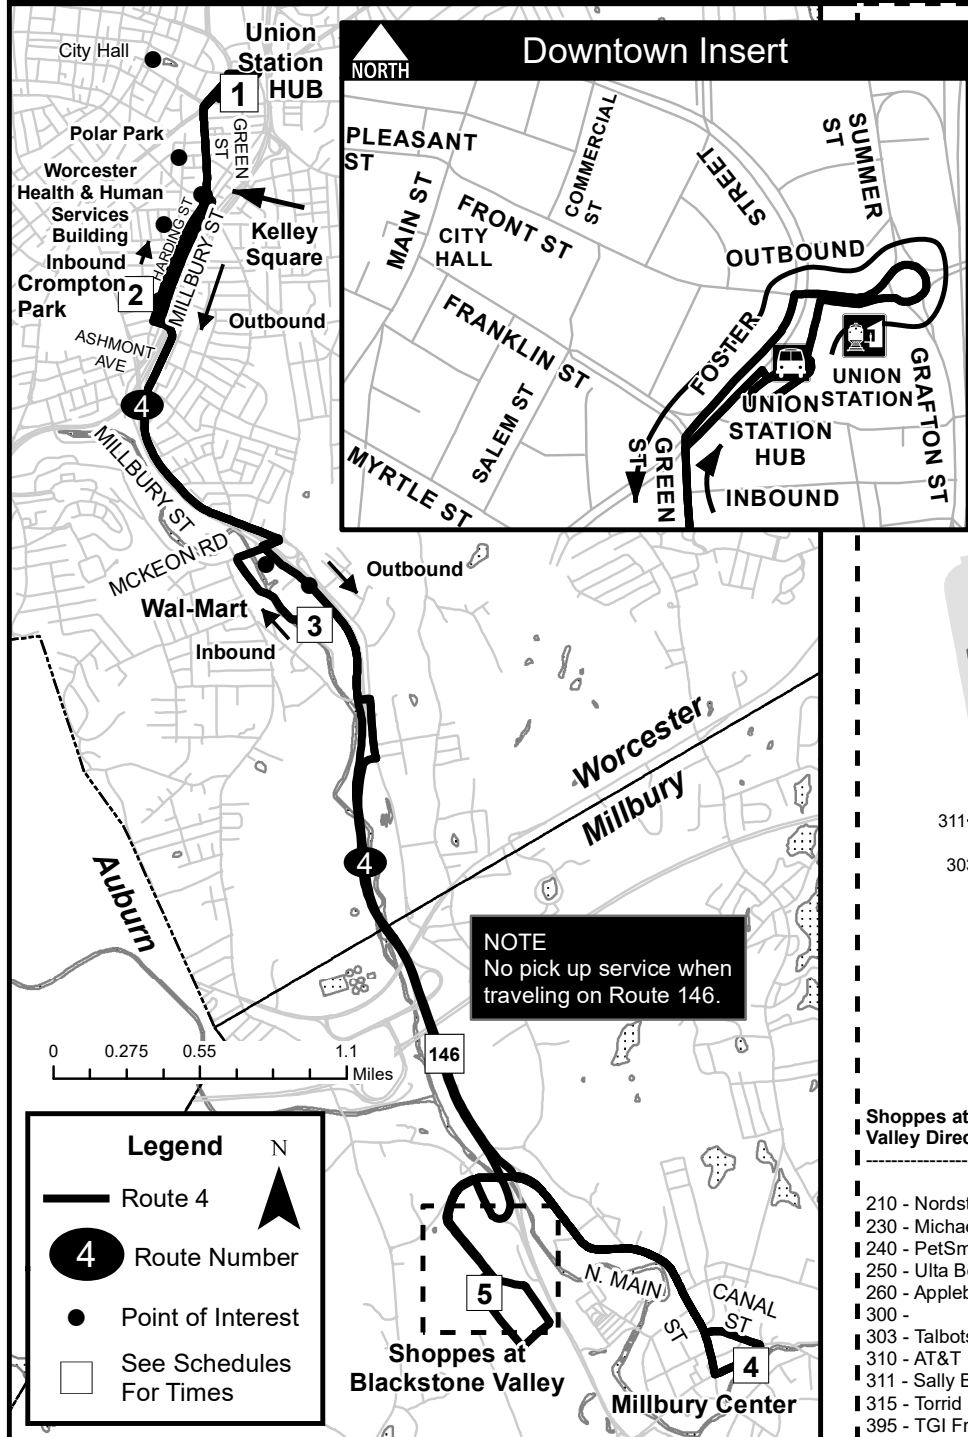 City Hall
Union
Station
HUB
1
GREEN
ST
Polar Park
Worcester
Health & Human
Services
Building
Inbound
Crompton
Park
2
HARDING ST
MILLBURY ST
Kelley
Square
Outbound
ASHMONT
AVE
4
MILLBURY ST
MCKEON RD
Wal-Mart
Outbound
3
Inbound
NORTH
Downtown Insert
PLEASANT
ST
MAIN ST
COMMERCIAL
ST
STREET
SUMMER
ST
FRONT ST
CITY
HALL
OUTBOUND
FRANKLIN ST
FOSTER
UNION
STATION
SALEM ST
UNION
STATION
HUB
GRAFTON ST
MYRTLE ST
GREEN
ST
INBOUND
Worcester
Millbury
Auburn
4
NOTE
No pick up service when
traveling on Route 146.
0 0.275 0.55 1.1
Miles
146
Legend
N
Route 4
4 Route Number
Point of Interest
See Schedules
For Times
5
Shoppes at
Blackstone Valley
N. MAIN
ST
CANAL
ST
4
Millbury Center
311
303
Shoppes at
Valley
210 -
230 -
240 -
250 - Ulta
260 -
300 -
303 - Talbots
310 - AT&T
311 - Sally
315 - Torrid
395 - TGI